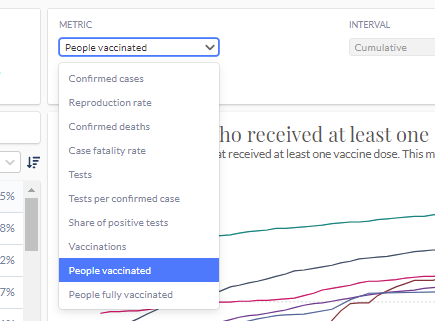 METRIC
INTERVAL
People vaccinated
Cumulative
Confirmed cases
Reproduction rate
Confirmed deaths
Case fatality rate
Tests
Tests per confirmed case
Share of positive tests
Vaccinations
People vaccinated
People fully vaccinated
ho received at least one
at received at least one vaccine dose. This m
5%
8%
2%
7%